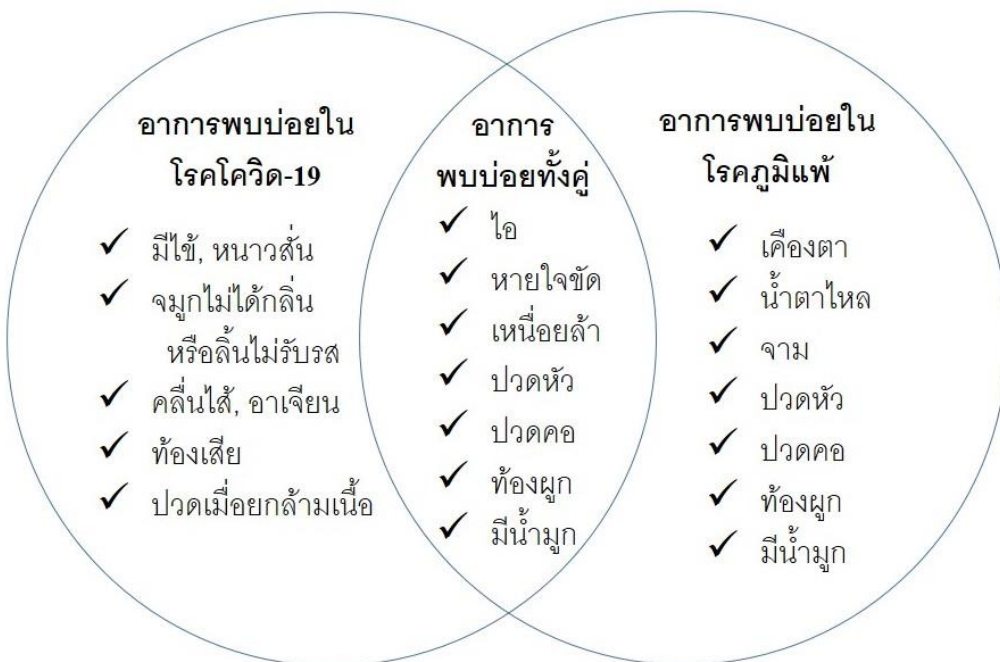 อาการพบบ่อยใน
โรคโควิด-19
✓ มีไข้, หนาวสั่น
✓ จมูกไม่ได้กลิ่น
หรือลิ้นไม่รับรส
✓ คลื่นไส้, อาเจียน
✓ ท้องเสีย
✓ ปวดเมื่อยกล้ามเนื้อ
อาการ
พบบ่อยทั้งคู่
✓ ไอ
✓ หายใจขัด
✓ เหนื่อยล้า
✓ ปวดหัว
✓ ปวดคอ
✓ ท้องผูก
✓ มีน้ำมูก
อาการพบบ่อยใน
โรคภูมิแพ้
✓ เคืองตา
✓ น้ำตาไหล
✓ จาม
✓ ปวดหัว
✓ ปวดคอ
✓ ท้องผูก
✓ มีน้ำมูก